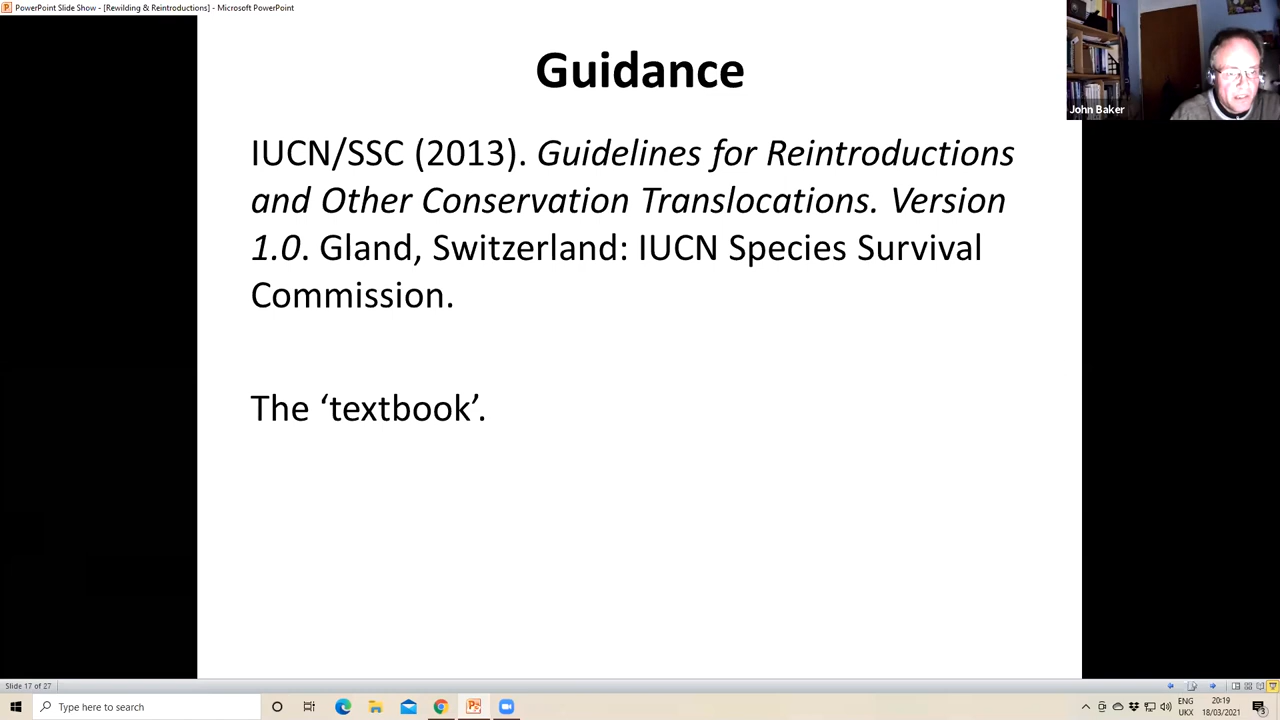 PowerPoint Slide Show - [Rewilding & Reintroductions] - Microsoft PowerPoint
Guidance
John Baker
IUCN/SSC (2013). Guidelines for Reintroductions
and Other Conservation Translocations. Version
1.0. Gland, Switzerland: IUCN Species Survival
Commission.
The ‘textbook’.
Slide 17 of 27
Type here to search
ENG
UKX
20:19
18/03/2021
3